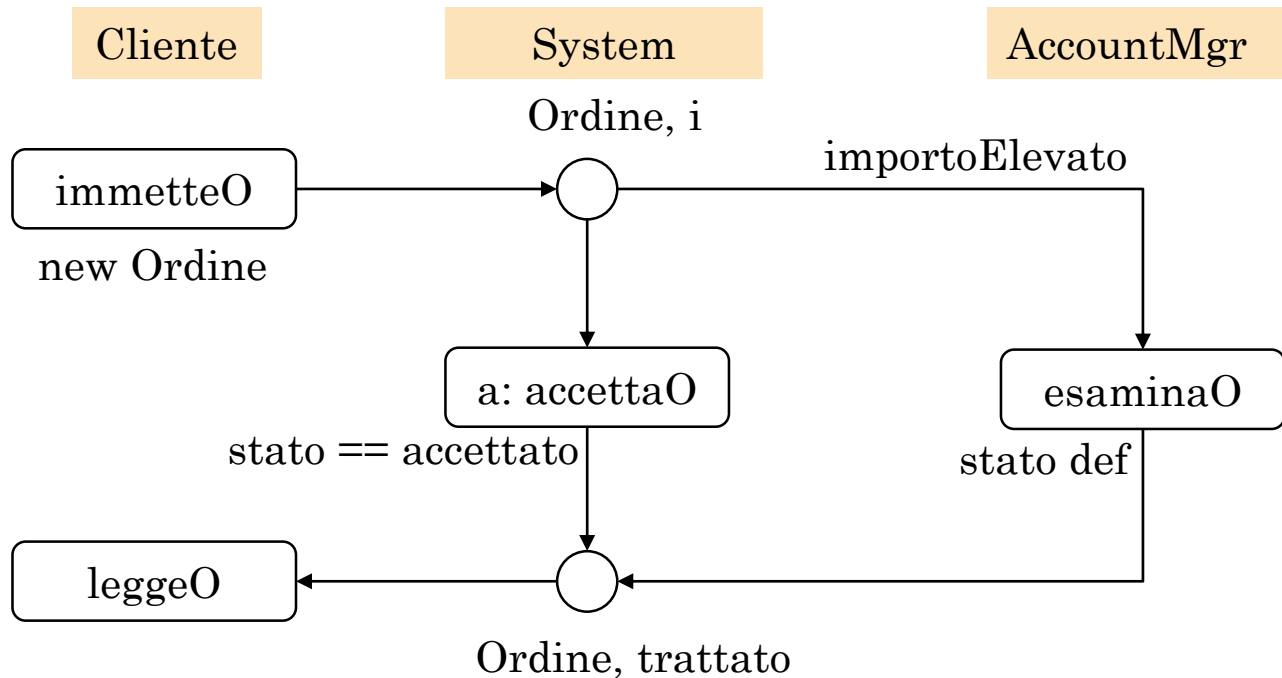 Cliente
System
AccountMgr
Ordine, i
importoElevato
immetteO
new Ordine
a: accettaO
esaminaO
stato == accettato
stato def
leggeO
Ordine, trattato